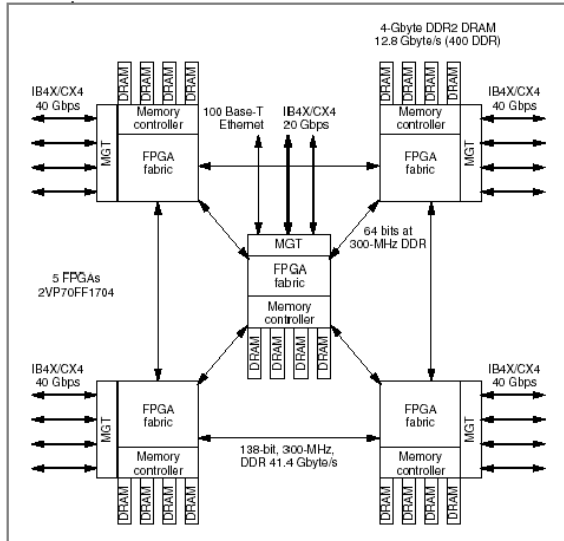 4-Gbyte DDR2 DRAM
12.8 Gbyte/s (400 DDR)
IB4X/CX4
40 Gbps
DRAM
DRAM
DRAM
DRAM
Memory
controller
MGT
FPGA
fabric
100 Base-T
Ethernet
IB4X/CX4
20 Gbps
DRAM
DRAM
DRAM
DRAM
Memory
controller
FPGA
fabric
MGT
IB4X/CX4
40 Gbps
64 bits at
300-MHz DDR
MGT
FPGA
fabric
Memory
controller
DRAM
DRAM
DRAM
DRAM
5 FPGAs
2VP70FF1704
IB4X/CX4
40 Gbps
MGT
FPGA
fabric
Memory
controller
DRAM
DRAM
DRAM
DRAM
138-bit, 300-MHz,
DDR 41.4 Gbyte/s
FPGA
fabric
Memory
controller
MGT
DRAM
DRAM
DRAM
DRAM
IB4X/CX4
40 Gbps